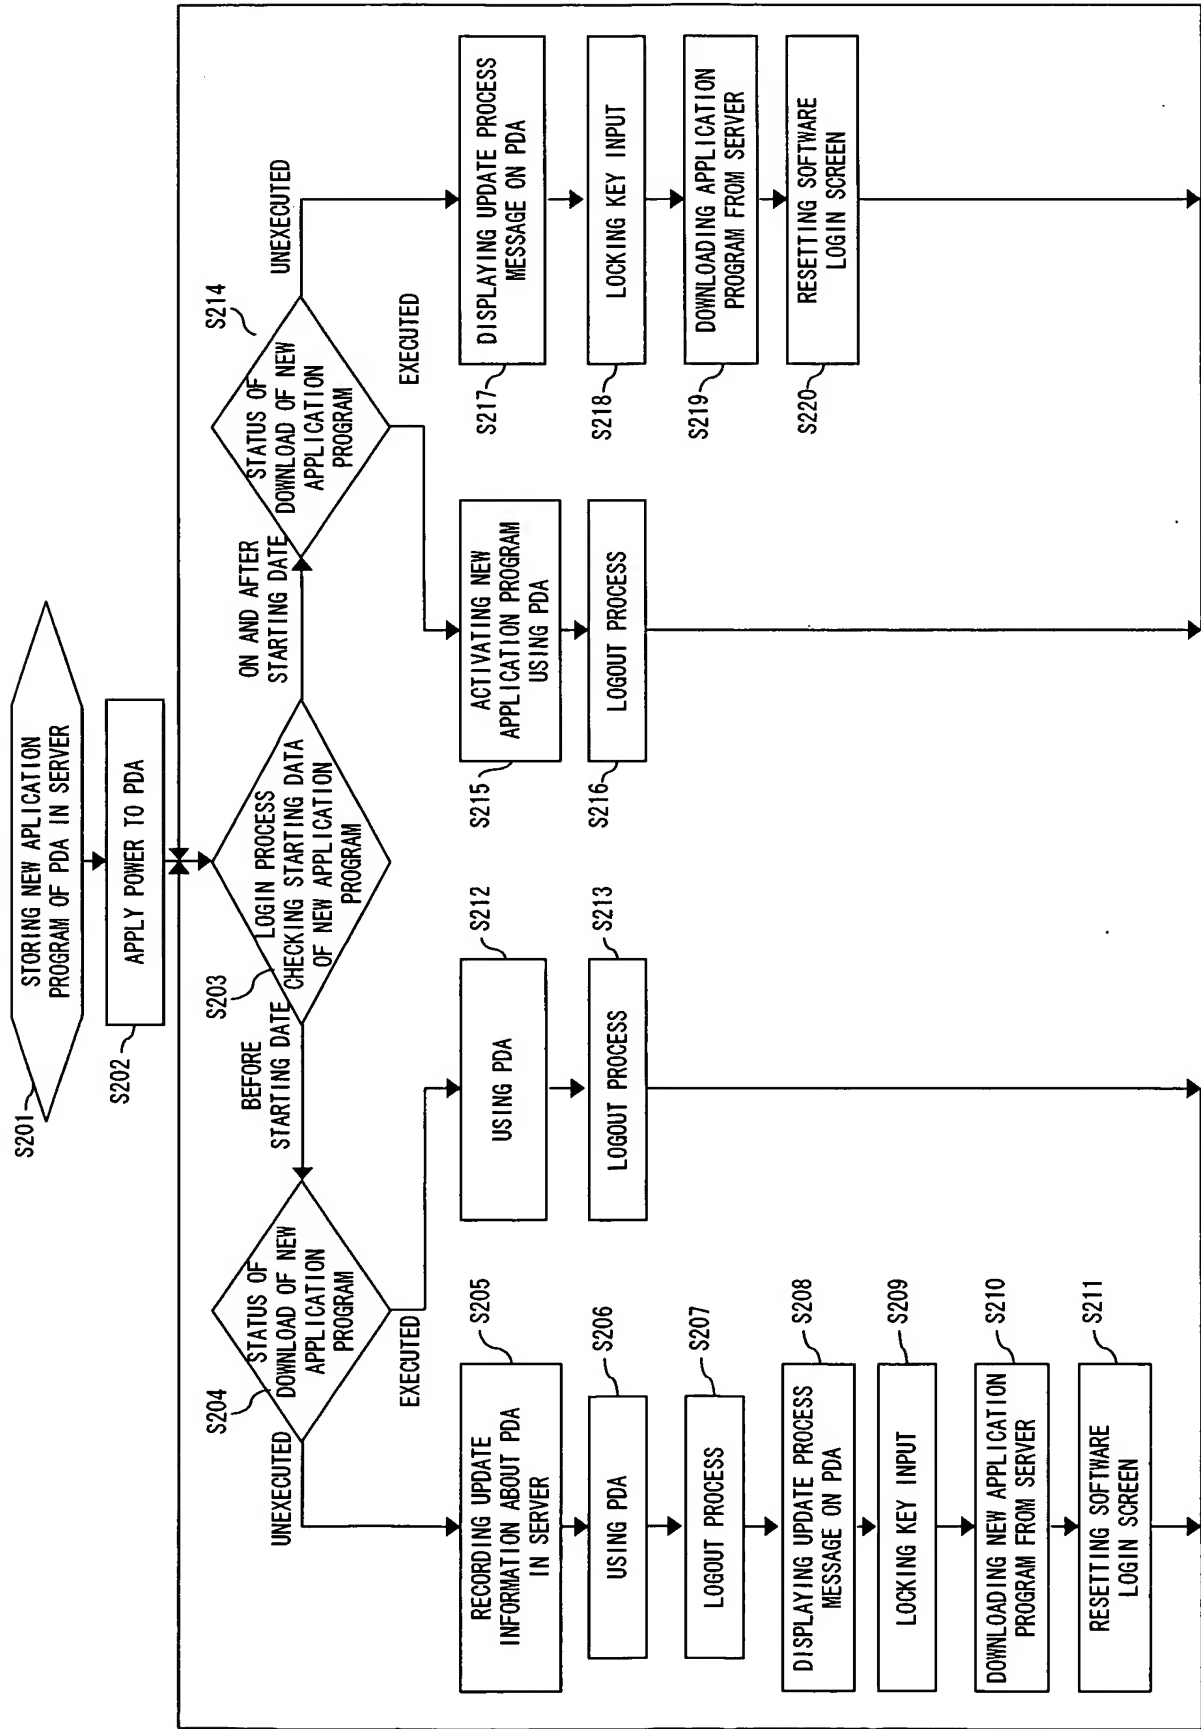 STORING NEW APLICATION
PROGRAM OF PDA IN SERVER
S201
APPLY POWER TO PDA
S202
LOGIN PROCESS
CHECKING STARTING DATA
OF NEW APPLICATION
PROGRAM
S203
BEFORE
STARTING DATE
ON AND AFTER
STARTING DATE
STATUS OF
DOWNLOAD OF NEW
APPLICATION
PROGRAM
S204
UNEXECUTED
EXECUTED
RECORDING UPDATE
INFORMATION ABOUT PDA
IN SERVER
S205
USING PDA
S206
LOGOUT PROCESS
S207
DISPLAYING UPDATE PROCESS
MESSAGE ON PDA
S208
LOCKING KEY INPUT
S209
DOWNLOADING NEW APPLICATION
PROGRAM FROM SERVER
S210
RESETTING SOFTWARE
LOGIN SCREEN
S211
USING PDA
S212
LOGOUT PROCESS
S213
STATUS OF
DOWNLOAD OF NEW
APPLICATION
PROGRAM
S214
EXECUTED
UNEXECUTED
ACTIVATING NEW
APPLICATION PROGRAM
USING PDA
S215
LOGOUT PROCESS
S216
DISPLAYING UPDATE PROCESS
MESSAGE ON PDA
S217
LOCKING KEY INPUT
S218
DOWNLOADING APPLICATION
PROGRAM FROM SERVER
S219
RESETTING SOFTWARE
LOGIN SCREEN
S220